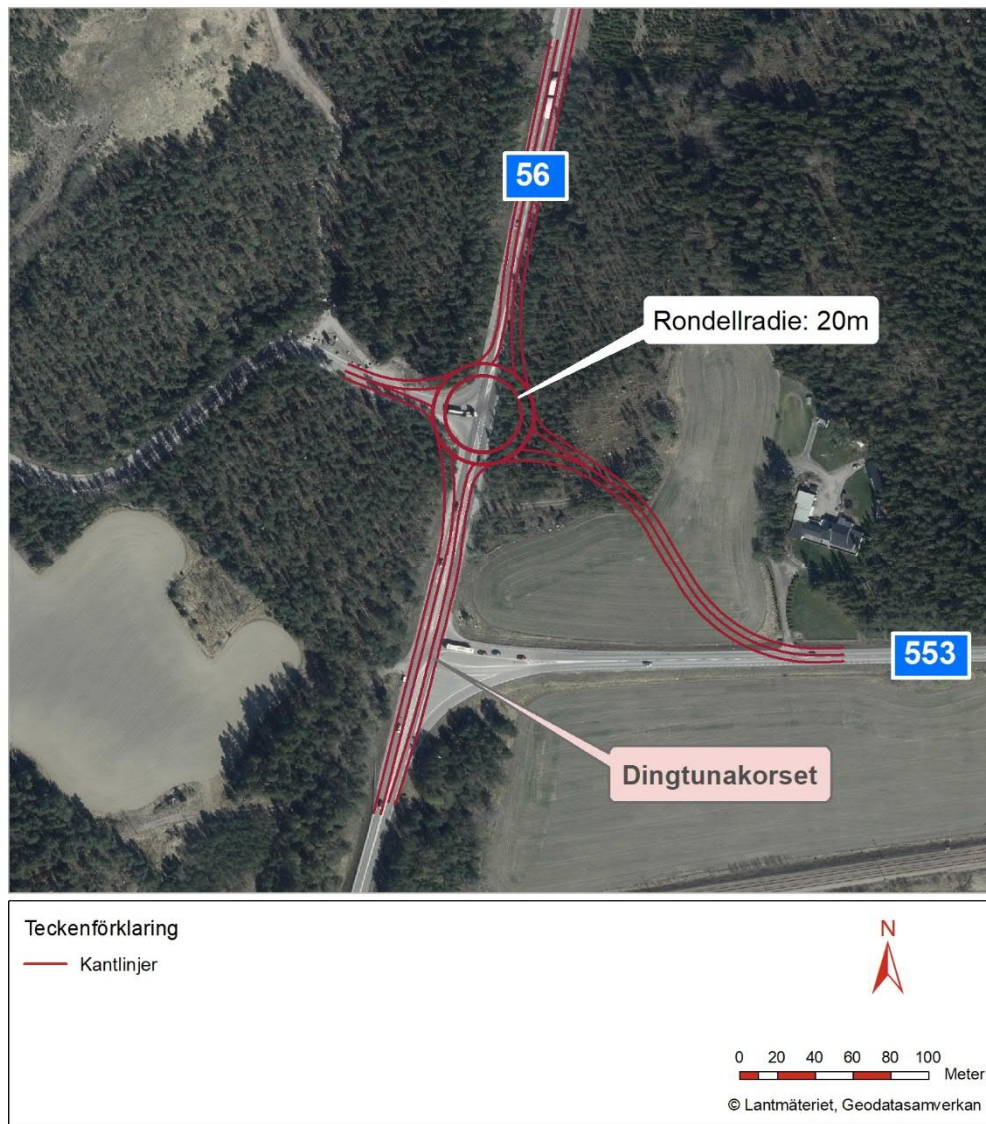 56
Rondellradie: 20m
553
Dingtunakorset
Teckenförklaring
Kantlinjer
N
0 20 40 60 80 100
Meter
© Lantmäteriet, Geodatasamverkan